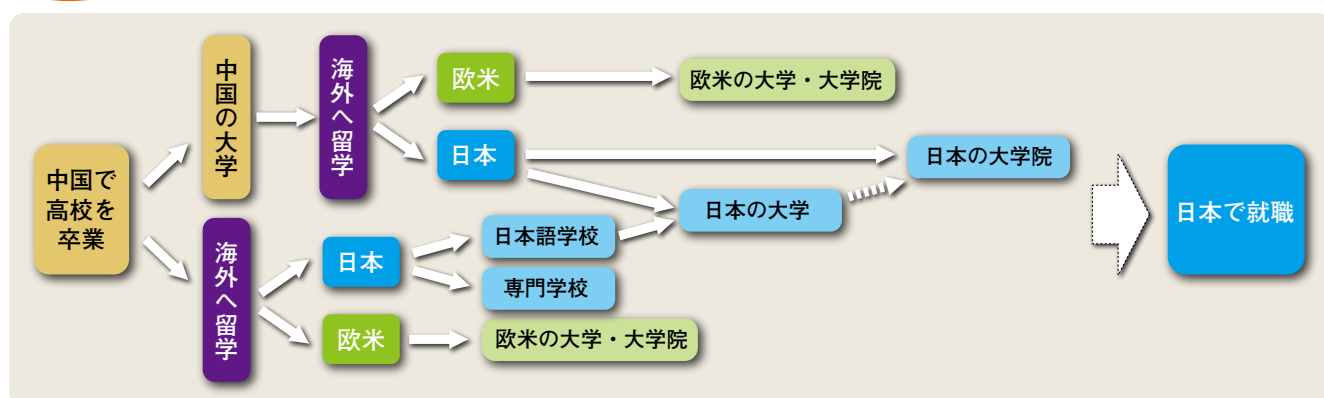 中国で
高校を
卒業
中国の大学
海外へ留学
欧米
欧米の大学・大学院
日本
日本の大学院
日本の大学
海外へ留学
日本
日本語学校
専門学校
欧米
欧米の大学・大学院
日本で就職